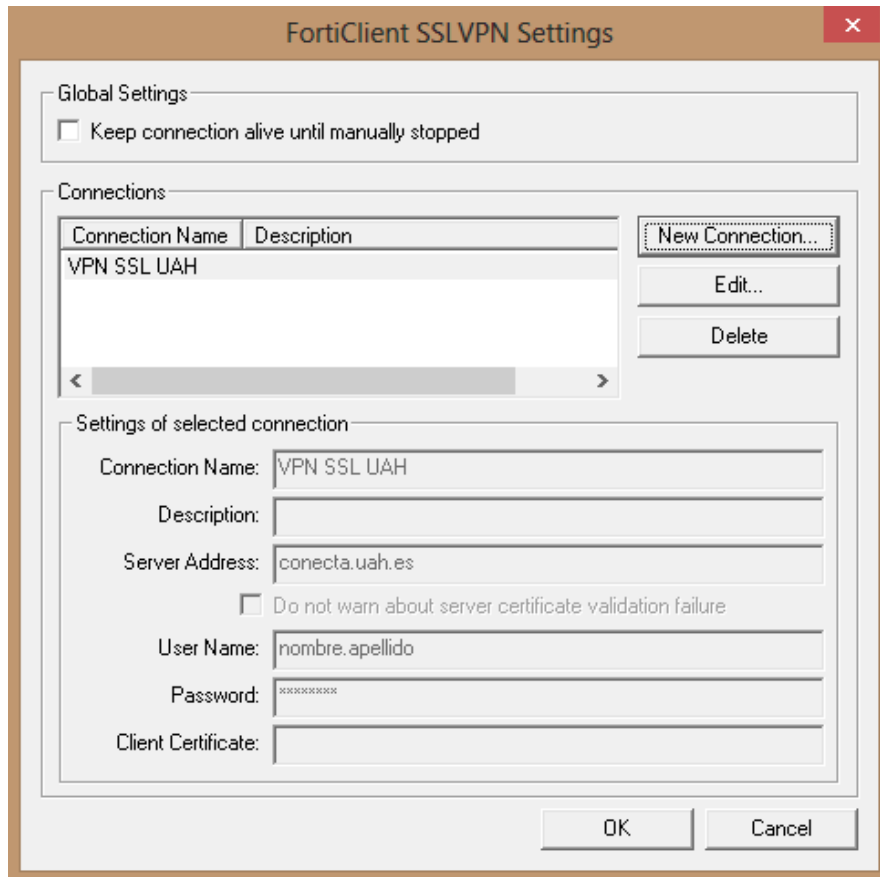 FortiClient SSLVPN Settings
Global Settings
Keep connection alive until manually stopped
Connections
Connection Name Description
VPN SSL UAH
New Connection...
Edit...
Delete
Settings of selected connection
Connection Name: VPN SSL UAH
Description:
Server Address: conecta.uah.es
Do not warn about server certificate validation failure
User Name: nombre.apellido
Password: ********
Client Certificate:
OK Cancel